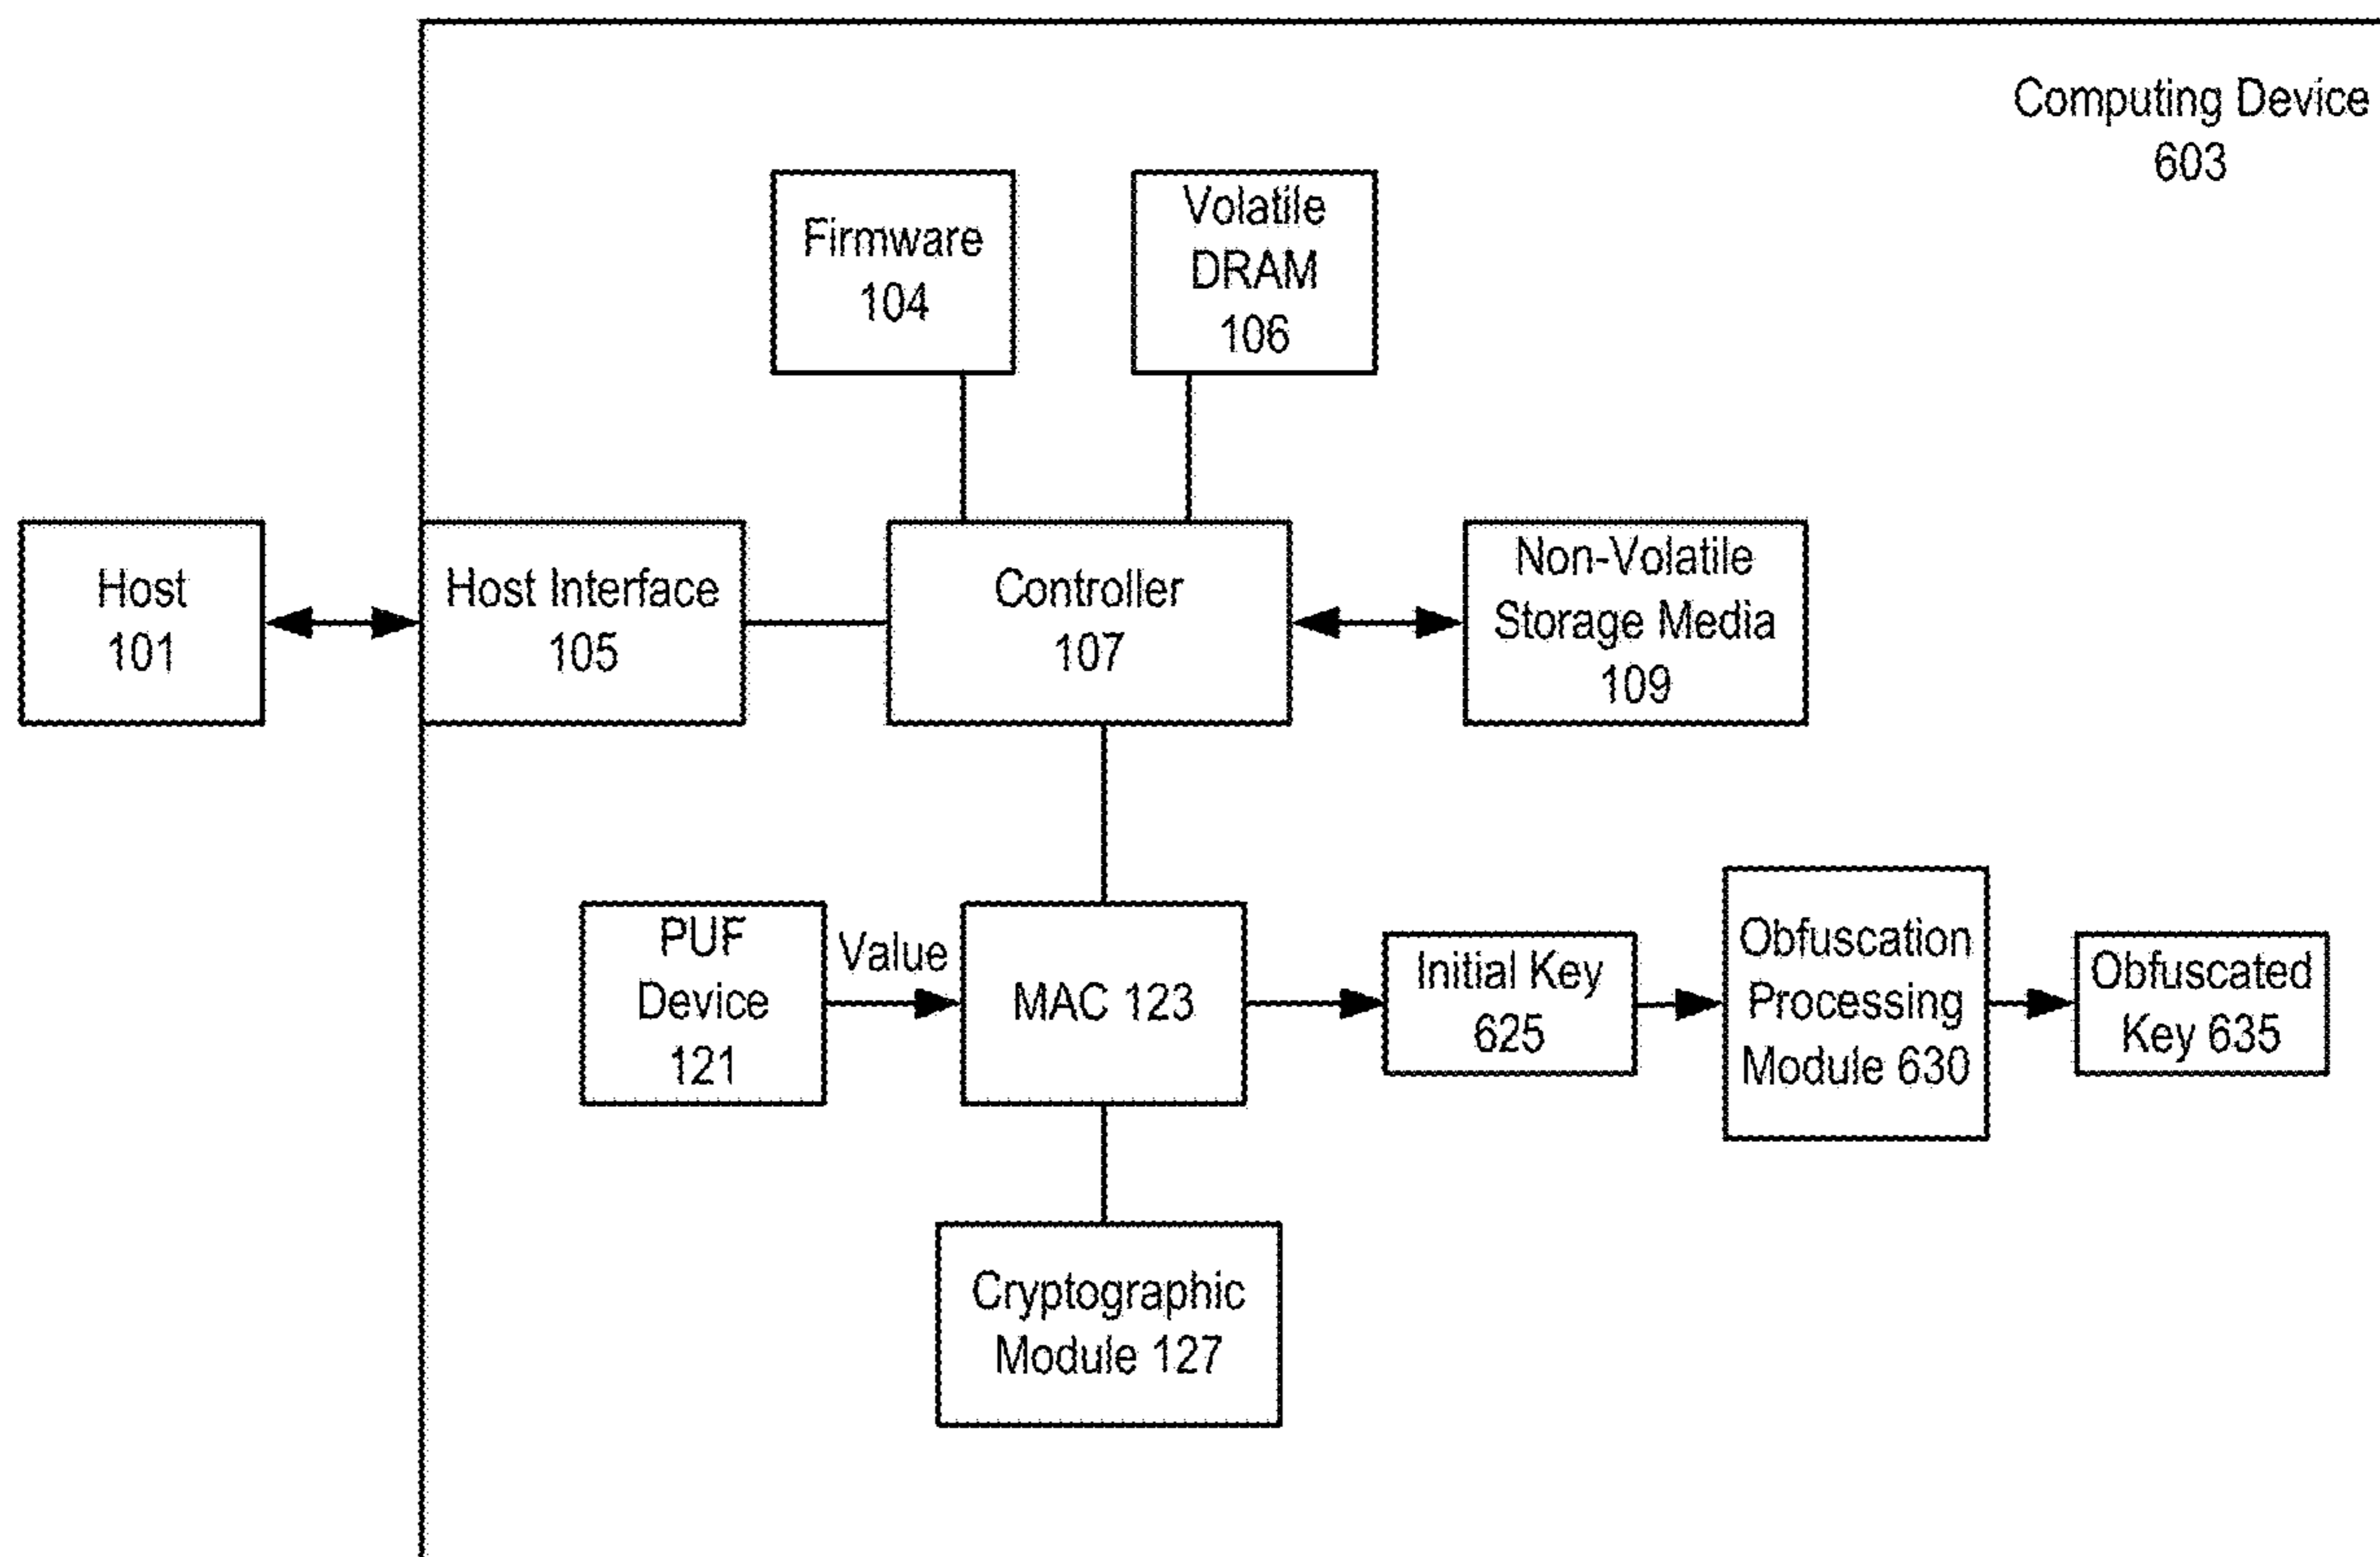 Computing Device
603
Firmware
104
Volatile
DRAM
106
Host
101
Host Interface
105
Controller
107
Non-Volatile
Storage Media
109
PUF
Device
121
Value
MAC 123
Initial Key
625
Obfuscation
Processing
Module 630
Obfuscated
Key 635
Cryptographic
Module 127